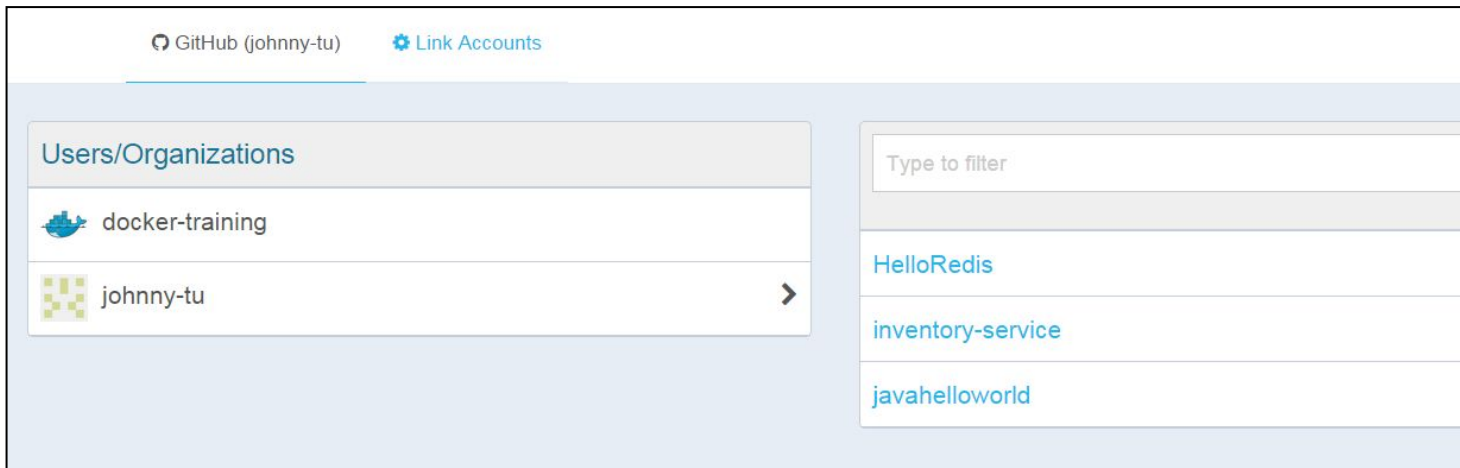 GitHub (johnny-tu) Link Accounts
Users/Organizations
docker-training
johnny-tu
Type to filter
HelloRedis
inventory-service
javahelloworld